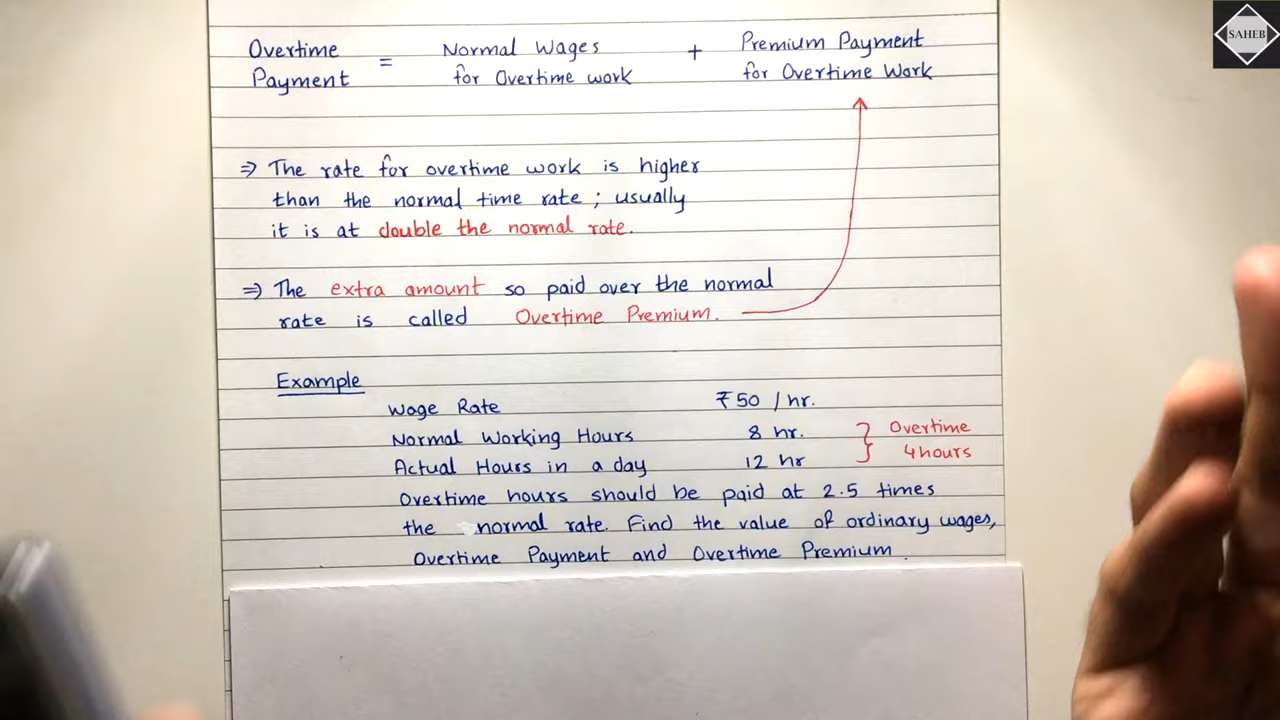 SAHEB
Overtime Payment = Normal Wages for Overtime work + Premium Payment for Overtime Work
⇒ The rate for overtime work is higher
than the normal time rate ; usually
it is at double the normal rate.
⇒ The extra amount so paid over the normal
rate is called Overtime Premium.
Example
Wage Rate ₹50 / hr.
Normal Working Hours 8 hr.
Actual Hours in a day 12 hr
} Overtime
4 hours
Overtime hours should be paid at 2.5 times
the normal rate. Find the value of ordinary wages,
Overtime Payment and Overtime Premium.